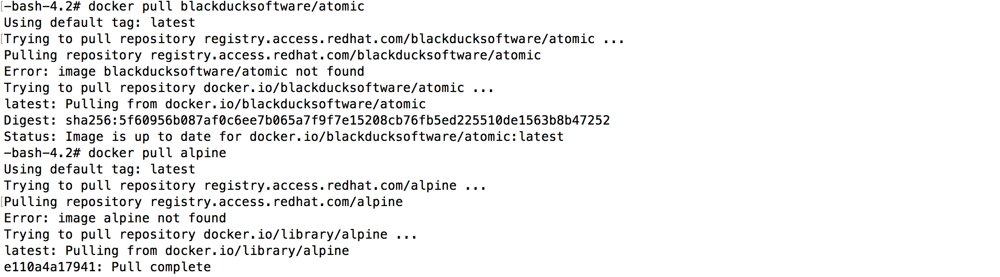 [-bash-4.2# docker pull blackducksoftware/atomic
Using default tag: latest
[Trying to pull repository registry.access.redhat.com/blackducksoftware/atomic ...
Pulling repository registry.access.redhat.com/blackducksoftware/atomic
Error: image blackducksoftware/atomic not found
Trying to pull repository docker.io/blackducksoftware/atomic ...
latest: Pulling from docker.io/blackducksoftware/atomic
Digest: sha256:5f60956b087af0c6ee7b065a7f9f7e15208cb76fb5ed225510de1563b8b47252
Status: Image is up to date for docker.io/blackducksoftware/atomic:latest
-bash-4.2# docker pull alpine
Using default tag: latest
Trying to pull repository registry.access.redhat.com/alpine ...
[Pulling repository registry.access.redhat.com/alpine
Error: image alpine not found
Trying to pull repository docker.io/library/alpine ...
latest: Pulling from docker.io/library/alpine
e110a4a17941: Pull complete